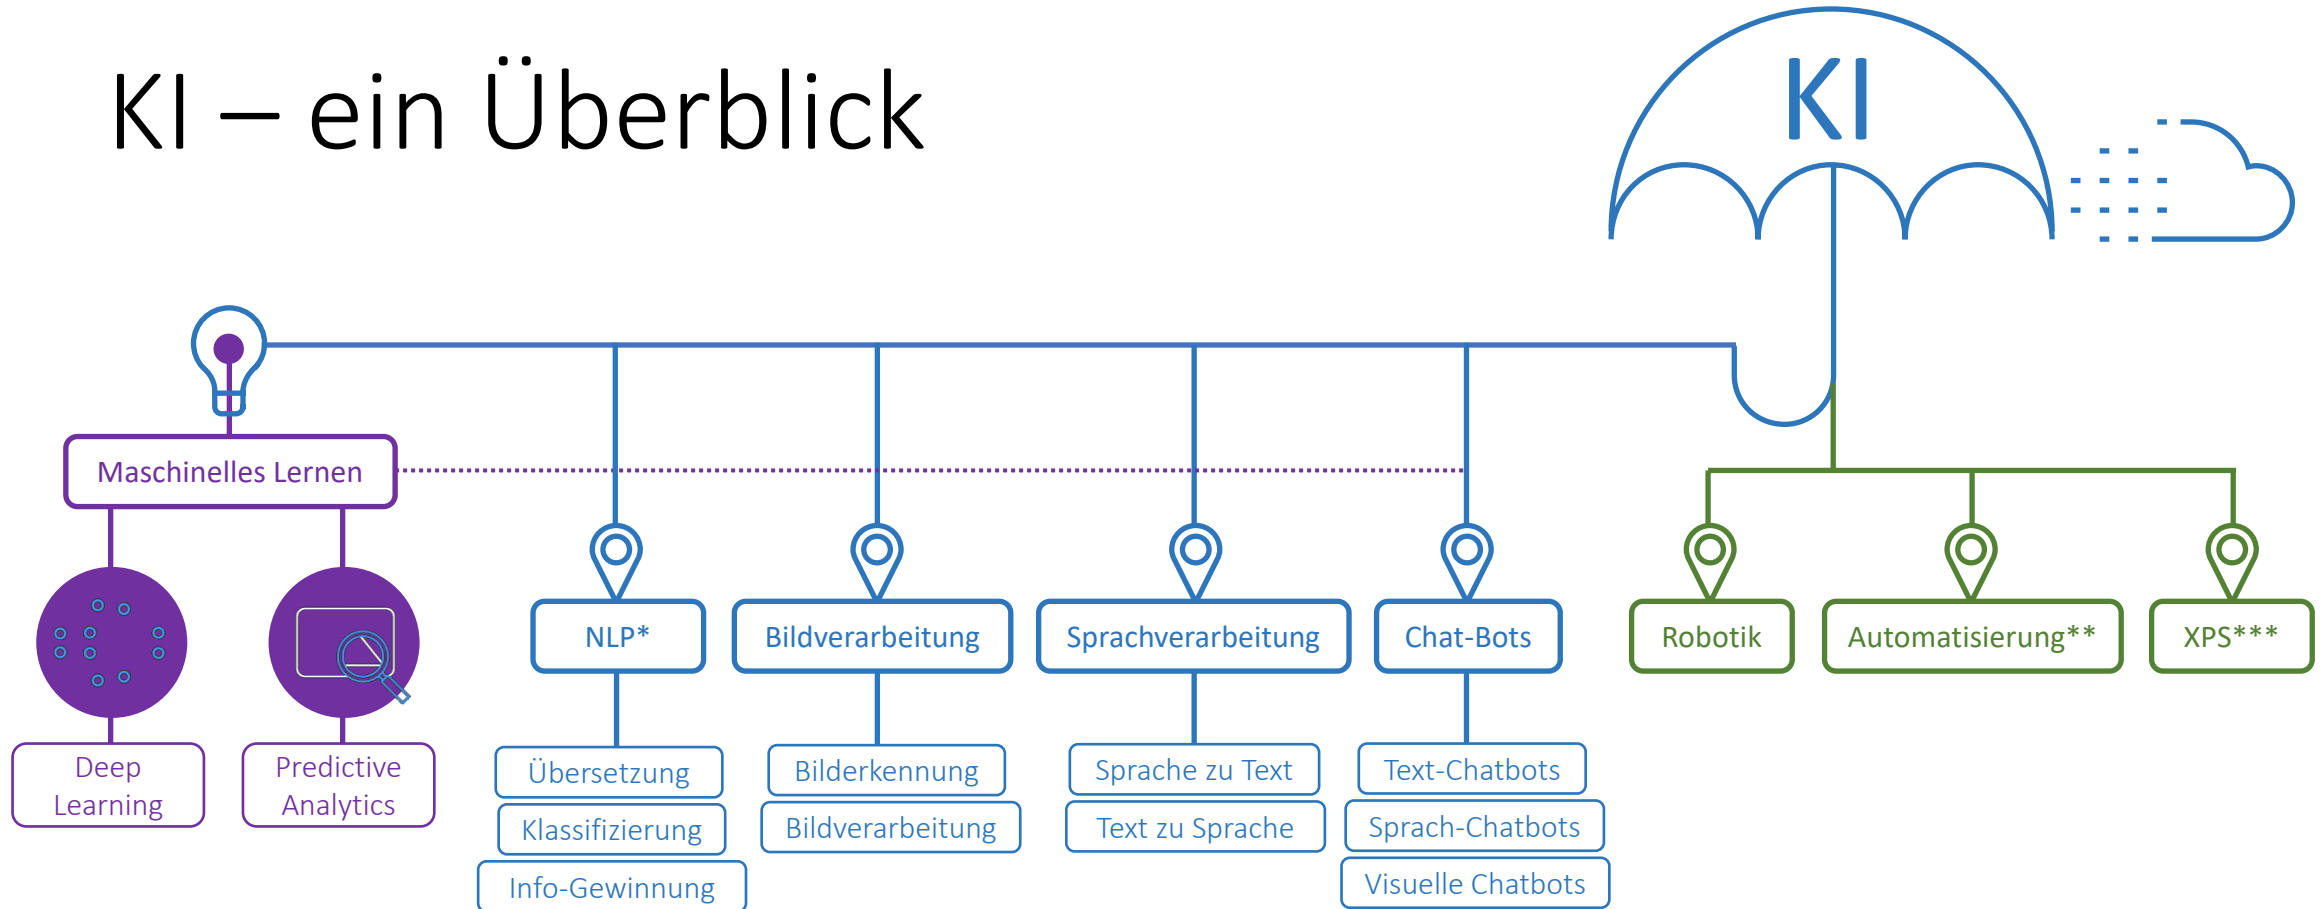 KI – ein Überblick
KI
Maschinelles Lernen
Deep
Learning
Predictive
Analytics
NLP*
Übersetzung
Klassifizierung
Info-Gewinnung
Bildverarbeitung
Bilderkennung
Bildverarbeitung
Sprachverarbeitung
Sprache zu Text
Text zu Sprache
Chat-Bots
Text-Chatbots
Sprach-Chatbots
Visuelle Chatbots
Robotik
Automatisierung**
XPS***